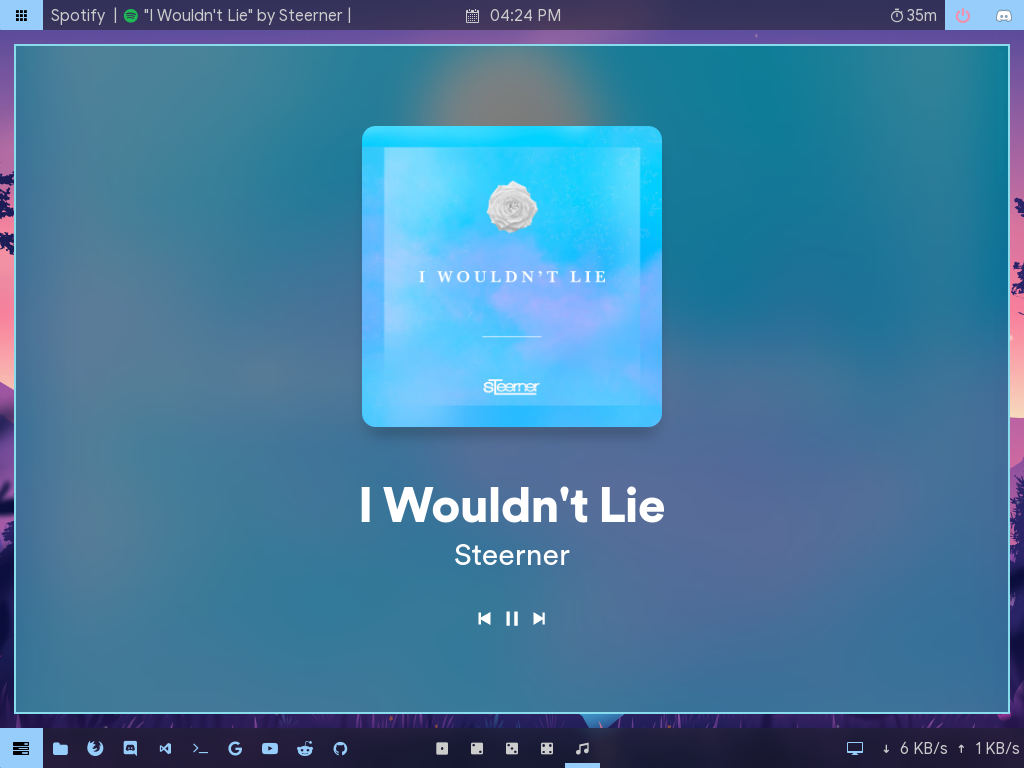 Spotify | "I Wouldn't Lie" by Steerner |
04:24 PM
35m
I WOULDN'T LIE
sTeerner
I Wouldn't Lie
Steerner
↓ 6 KB/s ↑ 1 KB/s